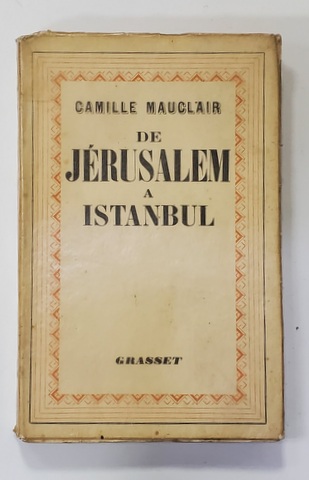 CAMILLE MAUCLAIR
DE
JÉRUSALEM
A
ISTANBUL
GRASSET